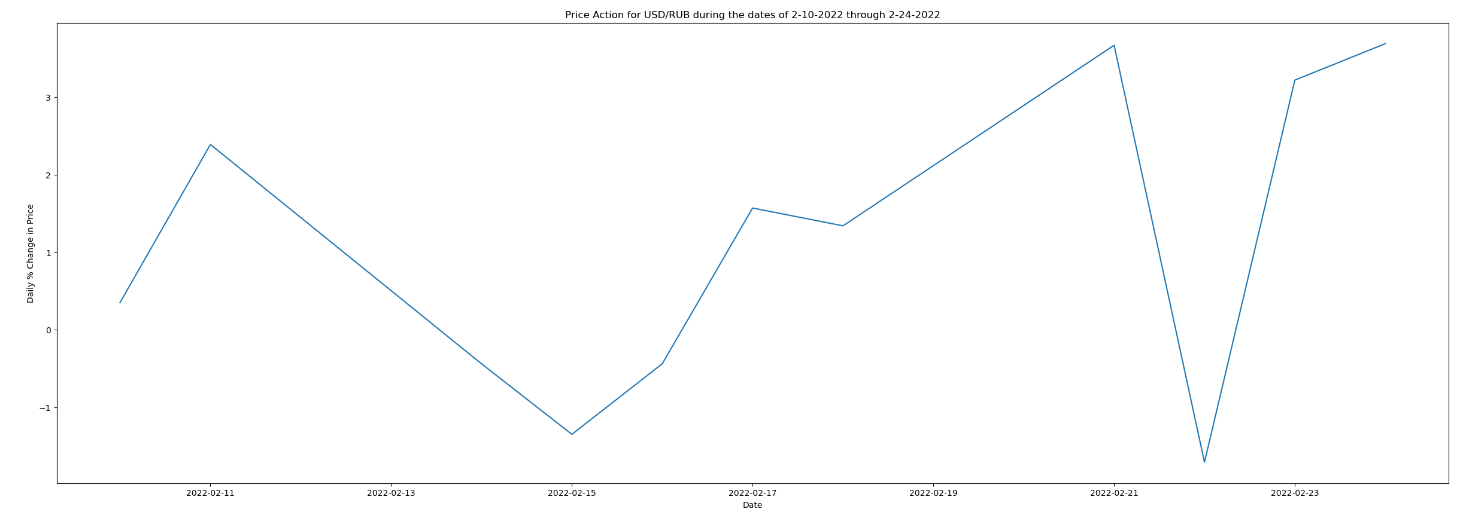 Price Action for USD/RUB during the dates of 2-10-2022 through 2-24-2022
Daily % Change in Price
3
2
1
0
−1
2022-02-11 2022-02-13 2022-02-15 2022-02-17 2022-02-19 2022-02-21 2022-02-23
Date